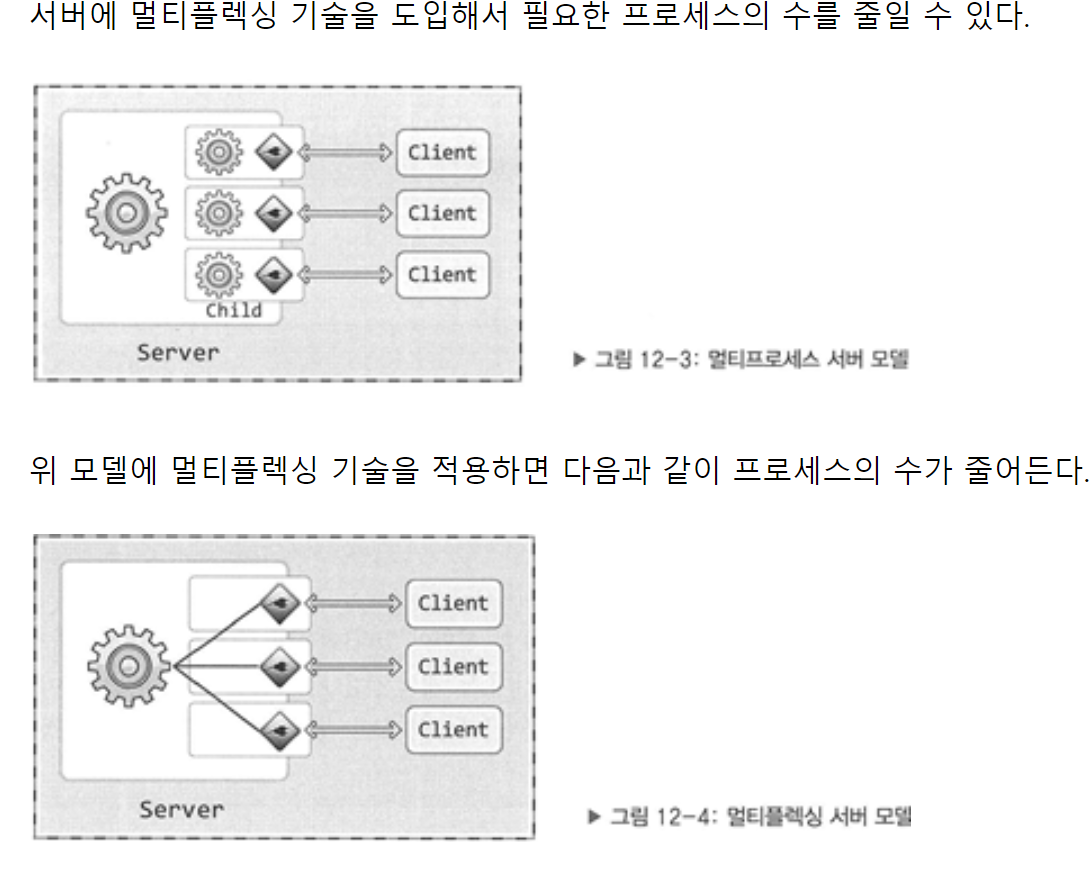 서버에 멀티플렉싱 기술을 도입해서 필요한 프로세스의 수를 줄일 수 있다.
Client
Client
Client
Child
Server
▶ 그림 12-3: 멀티프로세스 서버 모델
위 모델에 멀티플렉싱 기술을 적용하면 다음과 같이 프로세스의 수가 줄어든다.
Client
Client
Client
Server
▶ 그림 12-4: 멀티플렉싱 서버 모델